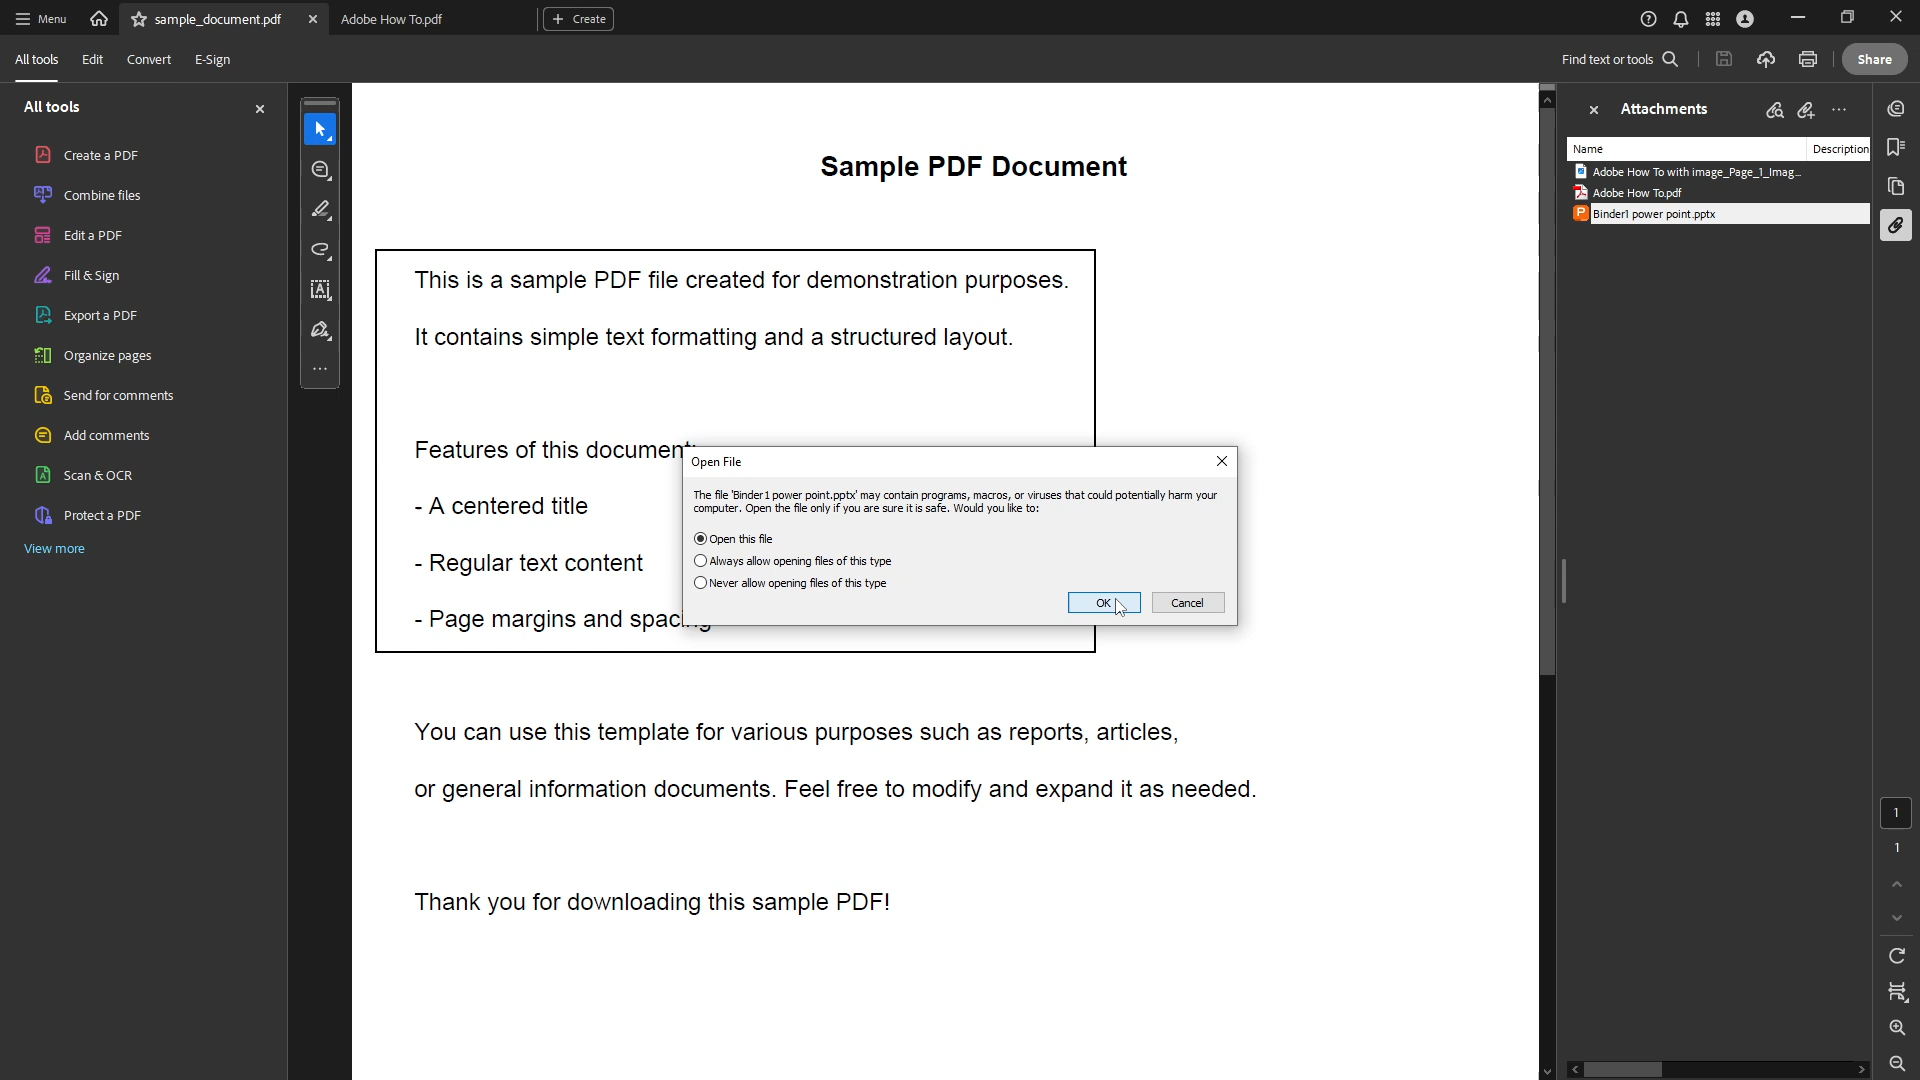 Menu
sample_document.pdf
Adobe How To.pdf
Create
All tools
Edit
Convert
E-Sign
Find text or tools
Share
All tools
Create a PDF
Combine files
Edit a PDF
Fill & Sign
Export a PDF
Organize pages
Send for comments
Add comments
Scan & OCR
Protect a PDF
View more
Sample PDF Document
This is a sample PDF file created for demonstration purposes.
It contains simple text formatting and a structured layout.
Features of this document:
- A centered title
- Regular text content
- Page margins and spacing
Open File
The file 'Binder1 power point.pptx' may contain programs, macros, or viruses that could potentially harm your
computer. Open the file only if you are sure it is safe. Would you like to:
Open this file
Always allow opening files of this type
Never allow opening files of this type
OK
Cancel
You can use this template for various purposes such as reports, articles,
or general information documents. Feel free to modify and expand it as needed.
Thank you for downloading this sample PDF!
Attachments
Name
Description
Adobe How To with image_Page_1_Imag...
Adobe How To.pdf
Binder1 power point.pptx
1
1